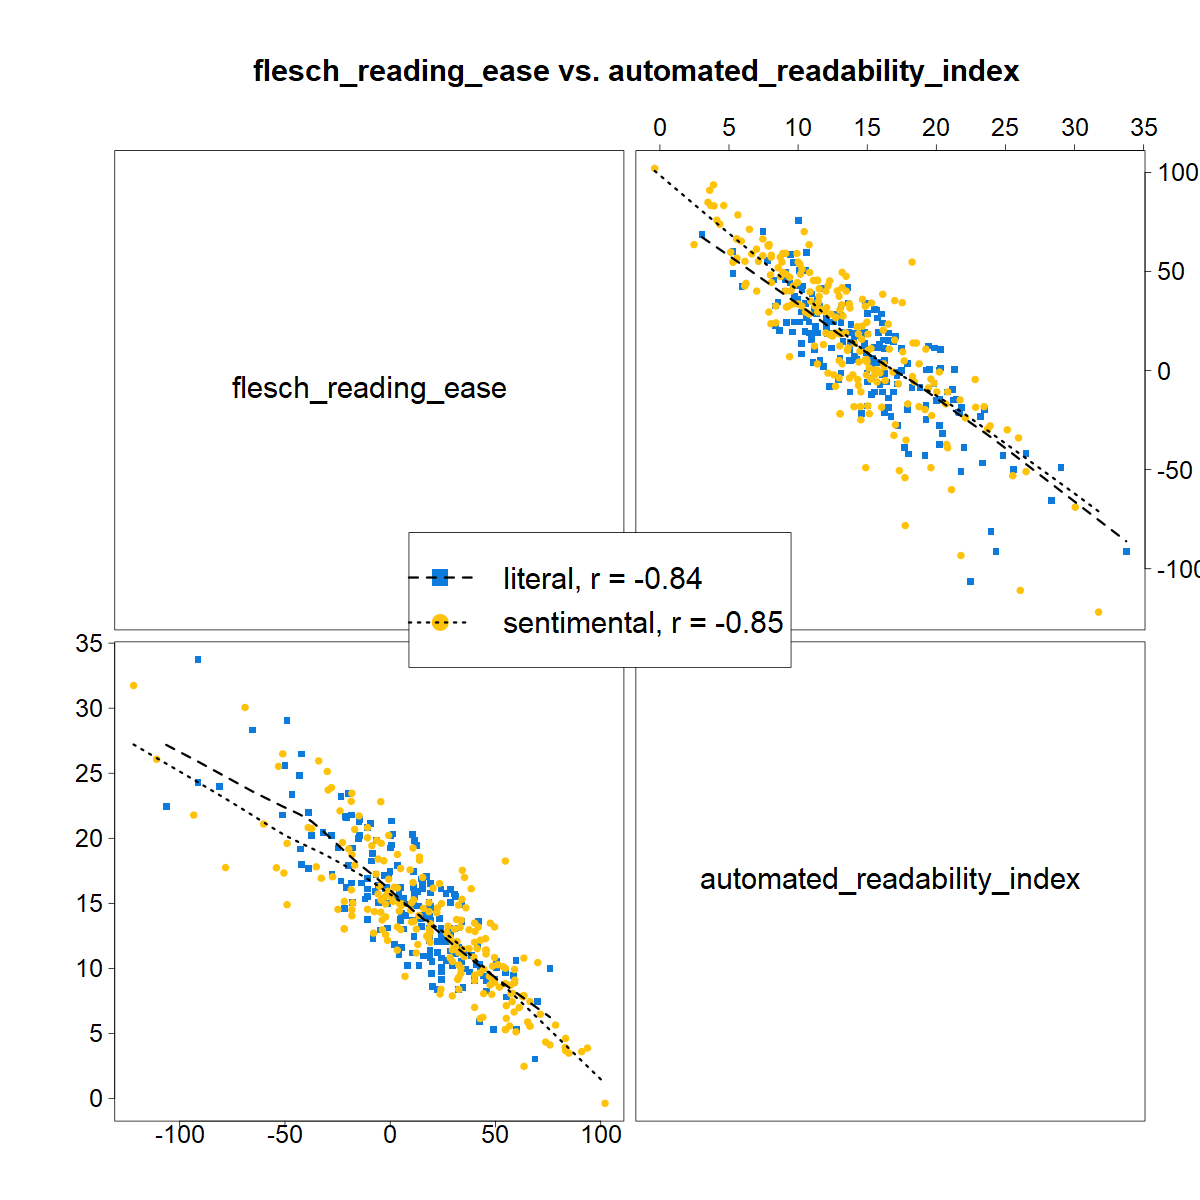 flesch_reading_ease vs. automated_readability_index
0 5 10 15 20 25 30 35
flesch_reading_ease
100
50
0
-50
-100
literal, r = -0.84
sentimental, r = -0.85
35
30
25
20
15
10
5
0
automated_readability_index
-100 -50 0 50 100